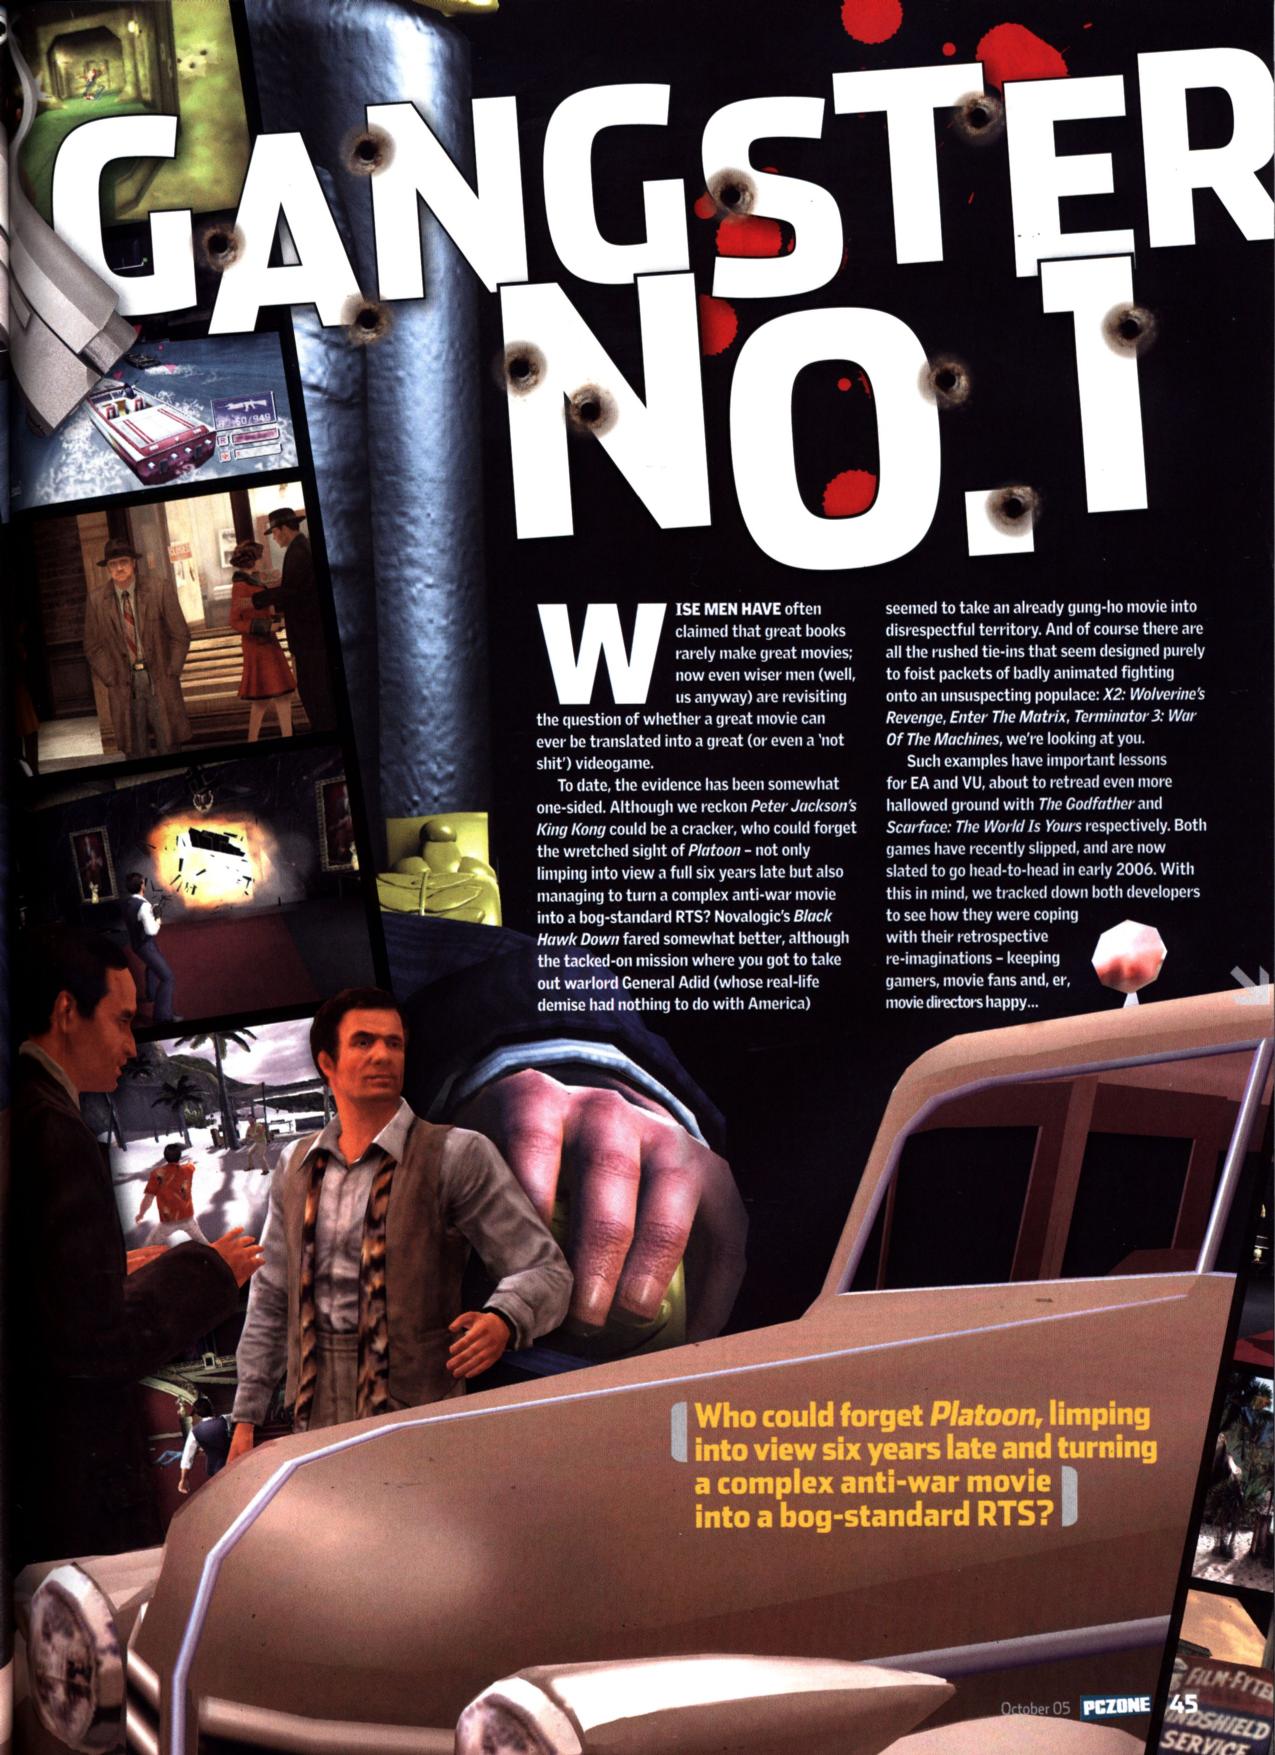 GANGSTER
NO.1
WISE MEN HAVE often
claimed that great books
rarely make great movies;
now even wiser men (well,
us anyway) are revisiting
the question of whether a great movie can
ever be translated into a great (or even a 'not
shit') videogame.
To date, the evidence has been somewhat
one-sided. Although we reckon Peter Jackson's
King Kong could be a cracker, who could forget
the wretched sight of Platoon – not only
limping into view a full six years late but also
managing to turn a complex anti-war movie
into a bog-standard RTS? Novalogic's Black
Hawk Down fared somewhat better, although
the tacked-on mission where you got to take
out warlord General Adid (whose real-life
demise had nothing to do with America)
seemed to take an already gung-ho movie into
disrespectful territory. And of course there are
all the rushed tie-ins that seem designed purely
to foist packets of badly animated fighting
onto an unsuspecting populace: X2: Wolverine's
Revenge, Enter The Matrix, Terminator 3: War
Of The Machines, we're looking at you.
Such examples have important lessons
for EA and VU, about to retread even more
hallowed ground with The Godfather and
Scarface: The World Is Yours respectively. Both
games have recently slipped, and are now
slated to go head-to-head in early 2006. With
this in mind, we tracked down both developers
to see how they were coping
with their retrospective
re-imaginations – keeping
gamers, movie fans and, er,
movie directors happy...
Who could forget Platoon, limping
into view six years late and turning
a complex anti-war movie
into a bog-standard RTS?
CLOSED
FILM-FYTE
WINDSHIELD
SERVICE
October 05 PCZONE 45